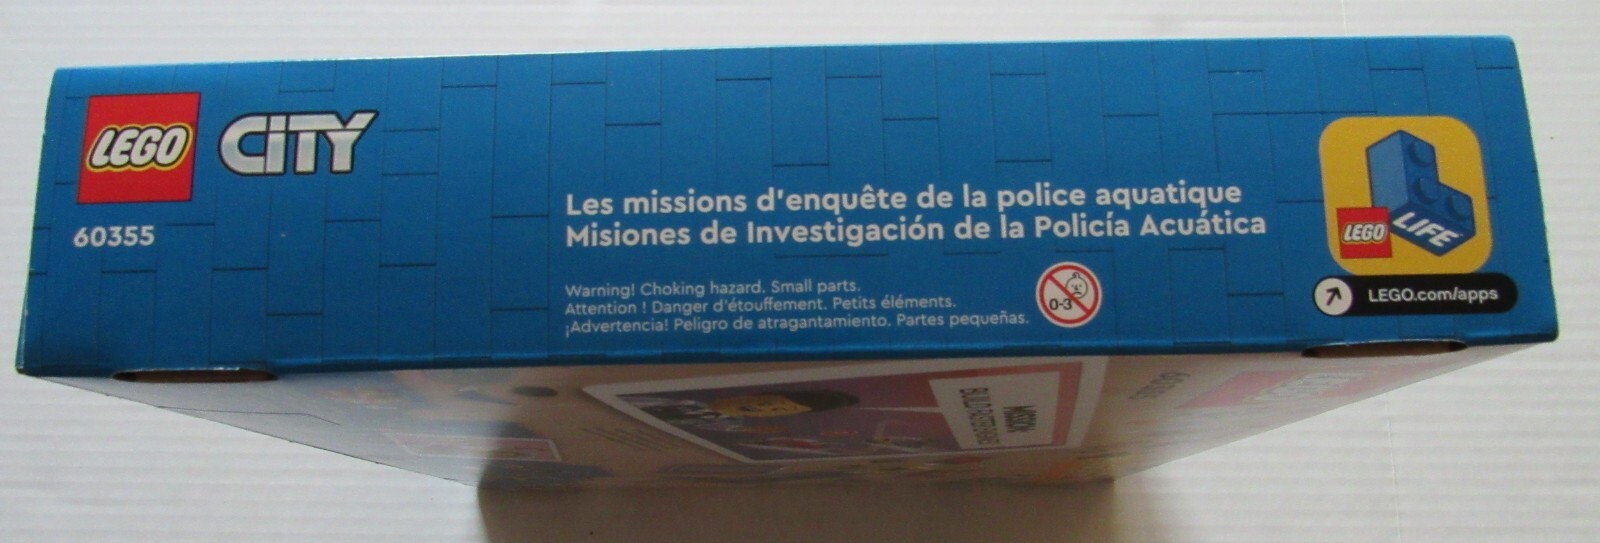 LEGO CITY
60355
Les missions d'enquête de la police aquatique
Misiones de Investigación de la Policía Acuática
Warning! Choking hazard. Small parts.
Attention ! Danger d'étouffement. Petits éléments.
¡Advertencia! Peligro de atragantamiento. Partes pequeñas.
0-3
LEGO LIFE
LEGO.com/apps
MISSION: